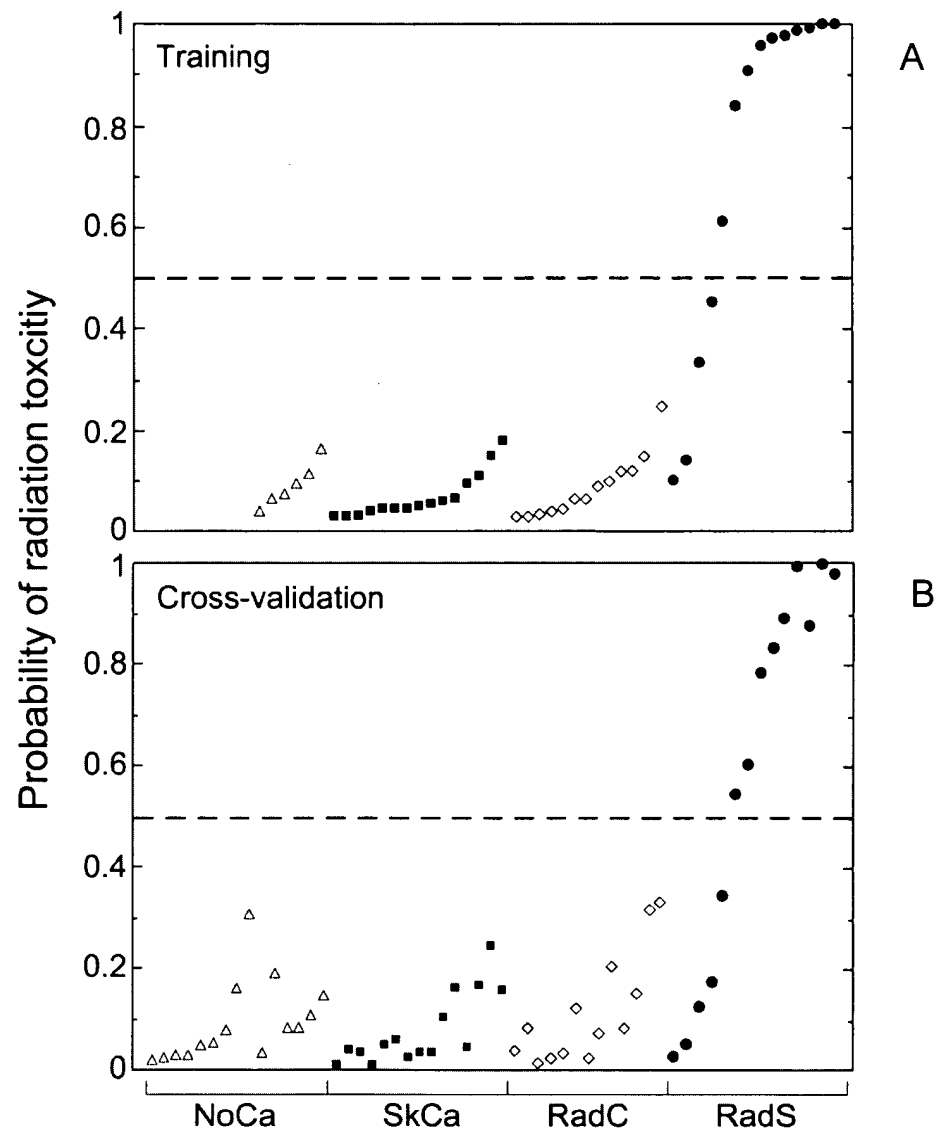 Probability of radiation toxcitiy
Training
A
1
0.8
0.6
0.4
0.2
0
Cross-validation
B
1
0.8
0.6
0.4
0.2
0
NoCa SkCa RadC RadS